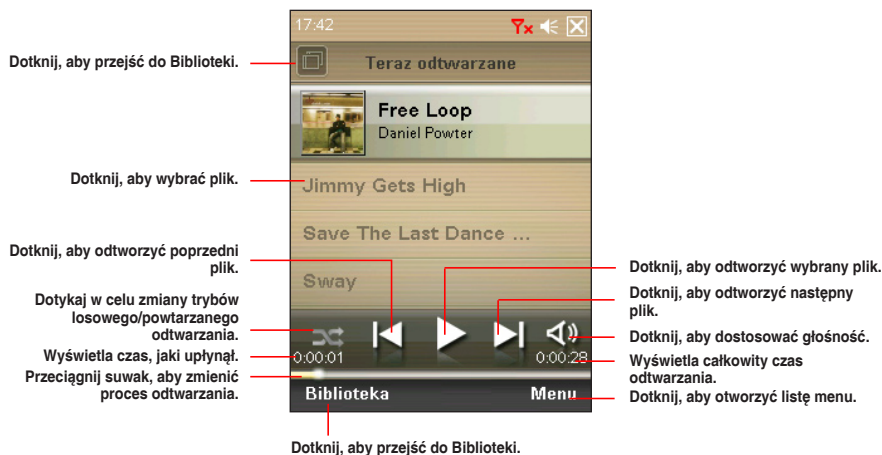 17:42
Dotknij, aby przejść do Biblioteki.
Teraz odtwarzane
Free Loop
Daniel Powter
Dotknij, aby wybrać plik.
Jimmy Gets High
Save The Last Dance ...
Sway
Dotknij, aby odtworzyć poprzedni
plik.
Dotykaj w celu zmiany trybów
losowego/powtarzanego
odtwarzania.
Wyświetla czas, jaki upłynął.
Przeciągnij suwak, aby zmienić
proces odtwarzania.
0:00:01
0:00:28
Biblioteka
Menu
Dotknij, aby odtworzyć wybrany plik.
Dotknij, aby odtworzyć następny
plik.
Dotknij, aby dostosować głośność.
Wyświetla całkowity czas
odtwarzania.
Dotknij, aby otworzyć listę menu.
Dotknij, aby przejść do Biblioteki.